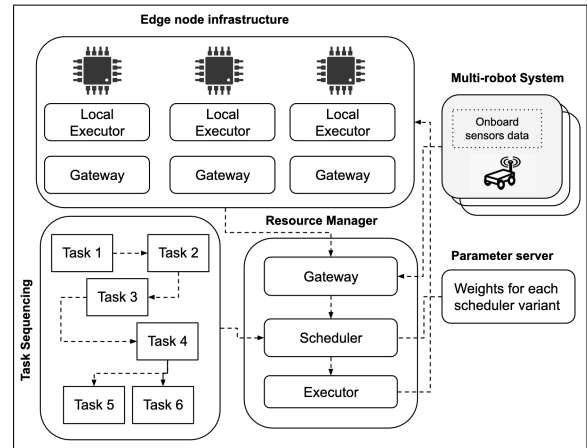 Edge node infrastructure
Local
Executor
Local
Executor
Local
Executor
Gateway
Gateway
Gateway
Multi-robot System
Onboard
sensors data
Task Sequencing
Task 1
Task 2
Task 3
Task 4
Task 5
Task 6
Resource Manager
Gateway
Scheduler
Executor
Parameter server
Weights for each
scheduler variant